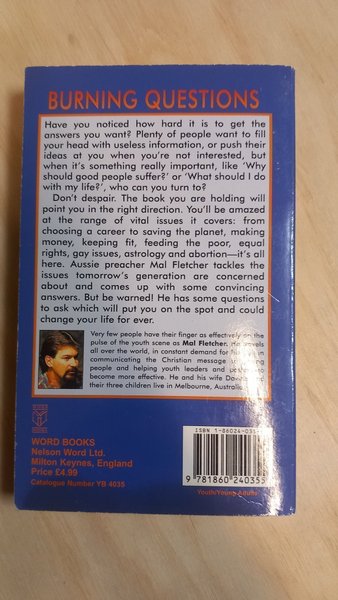 BURNING QUESTIONS
Have you noticed how hard it is to get the
answers you want? Plenty of people want to fill
your head with useless information, or push their
ideas at you when you're not interested, but
when it's something really important, like 'Why
should good people suffer?' or 'What should I do
with my life?', who can you turn to?
Don't despair. The book you are holding will
point you in the right direction. You'll be amazed
at the range of vital issues it covers: from
choosing a career to saving the planet, making
money, keeping fit, feeding the poor, equal
rights, gay issues, astrology and abortion—it's all
here. Aussie preacher Mal Fletcher tackles the
issues tomorrow's generation are concerned
about and comes up with some convincing
answers. But be warned! He has some questions
to ask which will put you on the spot and could
change your life for ever.
Very few people have their finger as effectively on the
pulse of the youth scene as Mal Fletcher. He
all over the world, in constant demand for
communicating the Christian message
people and helping youth leaders and
become more effective. He and his wife
their three children live in Melbourne,
WORD BOOKS
Nelson Word Ltd.
Milton Keynes, England
Price £4.99
Catalogue Number YB 4035
ISBN 1-86024-035
9 781860 240355
Youth/Young Adults